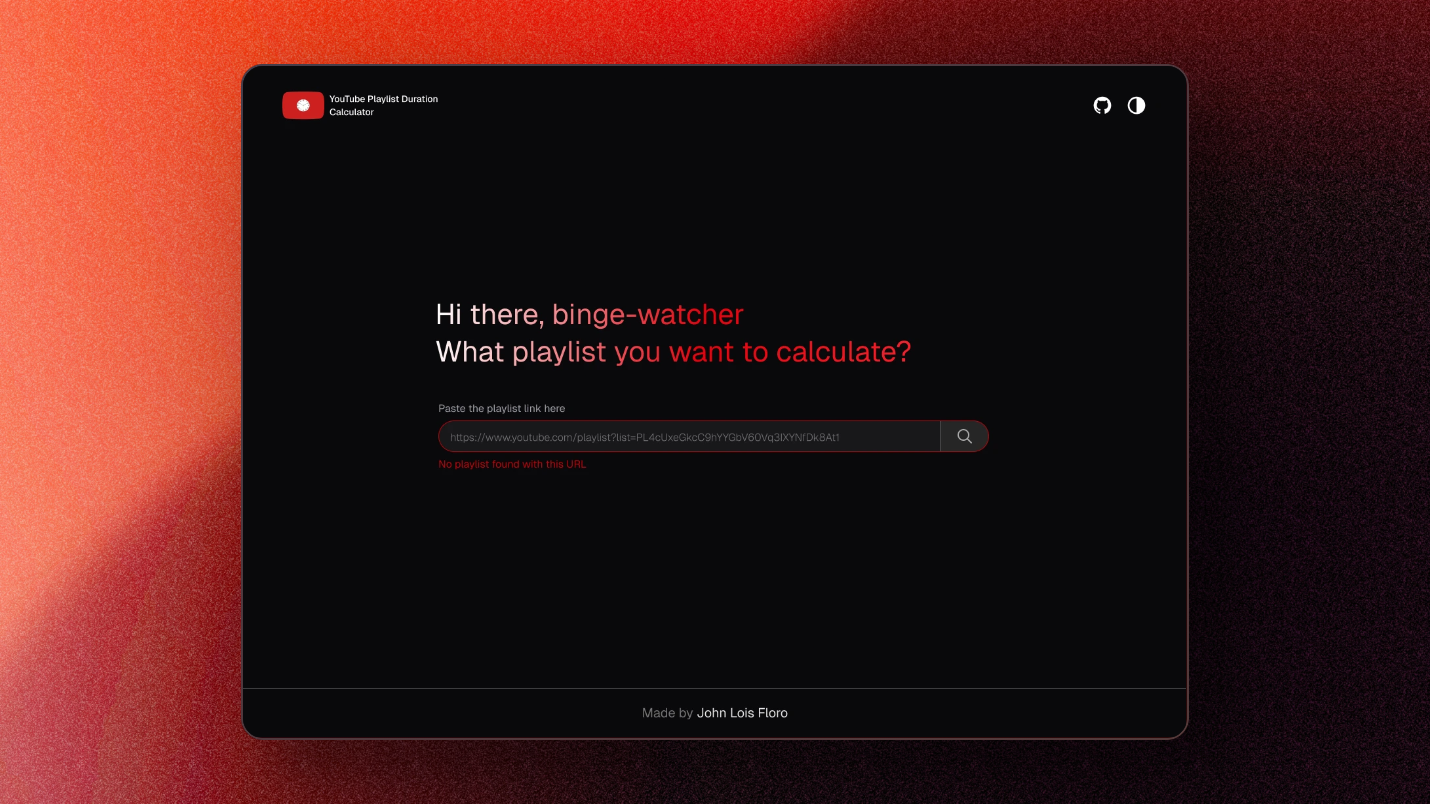 YouTube Playlist Duration
Calculator
Hi there, binge-watcher
What playlist you want to calculate?
Paste the playlist link here
https://www.youtube.com/playlist?list=PL4cUxeGkcC9hYYGbV60Vq3IXYNfDk8At1
No playlist found with this URL
Made by John Lois Floro